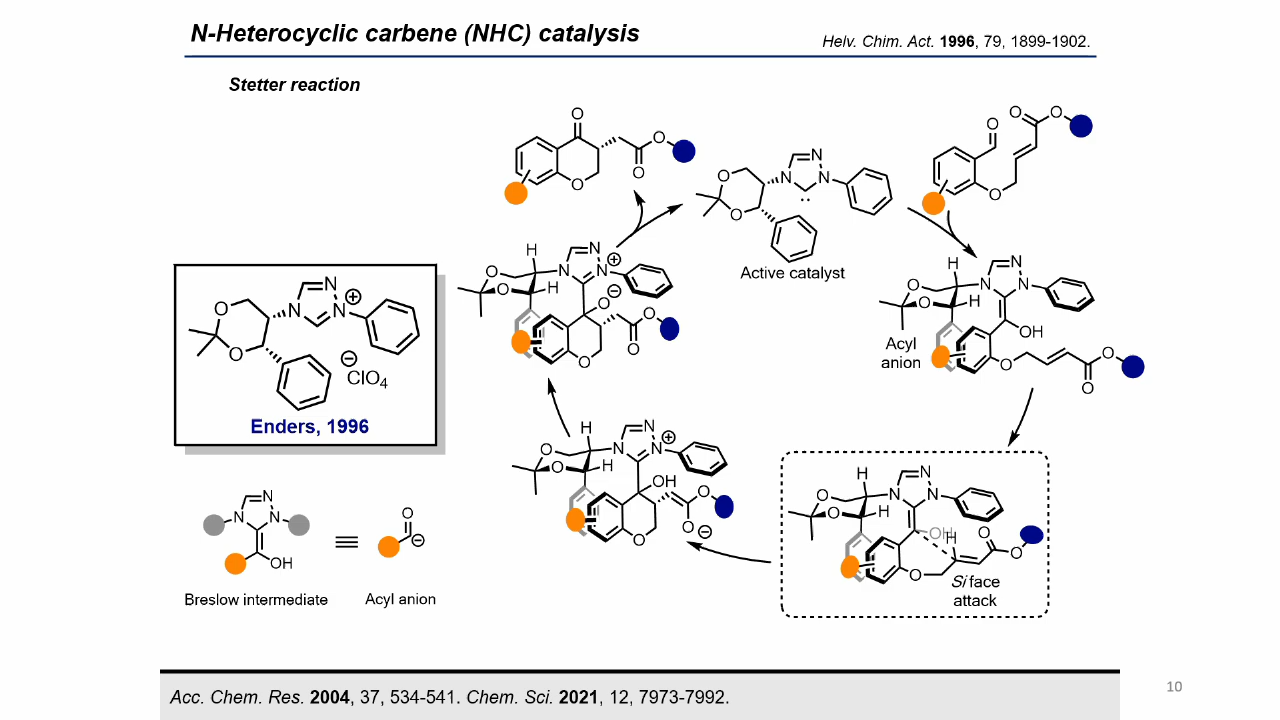 N-Heterocyclic carbene (NHC) catalysis
Helv. Chim. Act. 1996, 79, 1899-1902.
Stetter reaction
Active catalyst
Acyl
anion
ClO4
Enders, 1996
Si face
attack
Breslow intermediate
Acyl anion
Acc. Chem. Res. 2004, 37, 534-541. Chem. Sci. 2021, 12, 7973-7992.
10